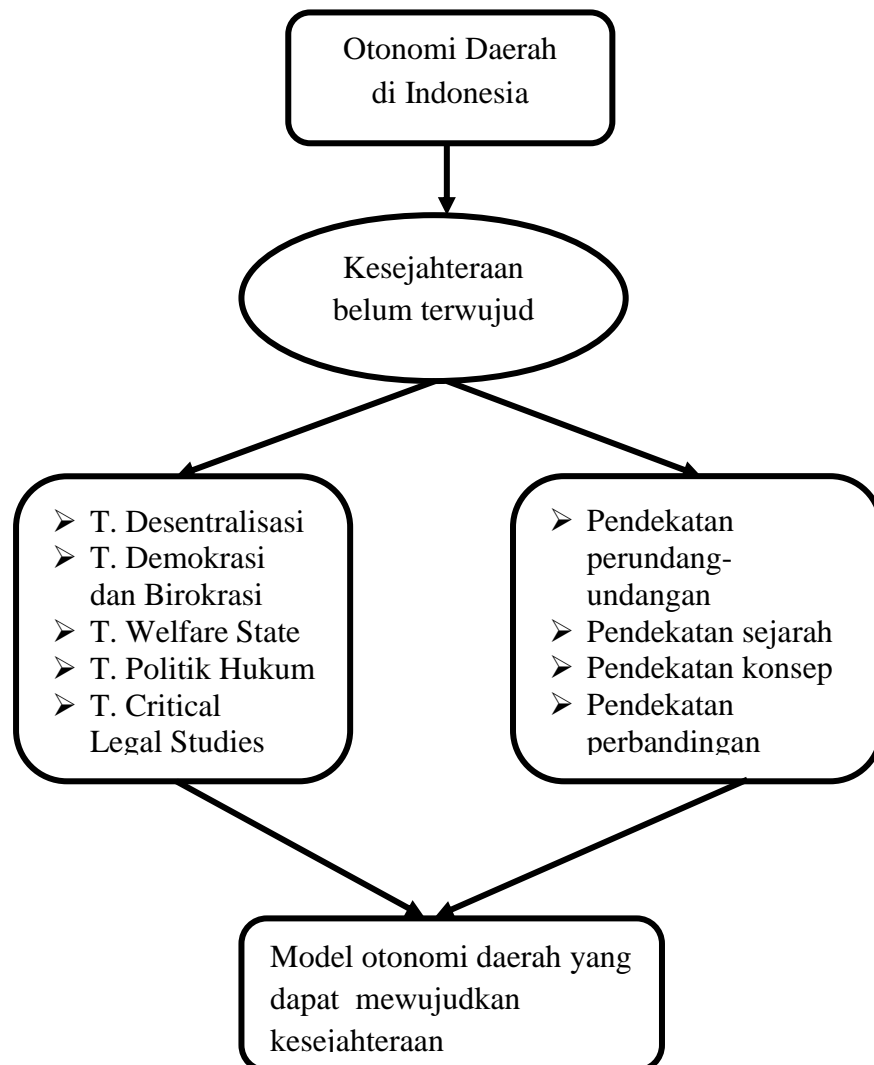 Otonomi Daerah
di Indonesia
Kesejahteraan
belum terwujud
➢ T. Desentralisasi
➢ T. Demokrasi
dan Birokrasi
➢ T. Welfare State
➢ T. Politik Hukum
➢ T. Critical
Legal Studies
➢ Pendekatan
perundang-
undangan
➢ Pendekatan sejarah
➢ Pendekatan konsep
➢ Pendekatan
perbandingan
Model otonomi daerah yang
dapat mewujudkan
kesejahteraan